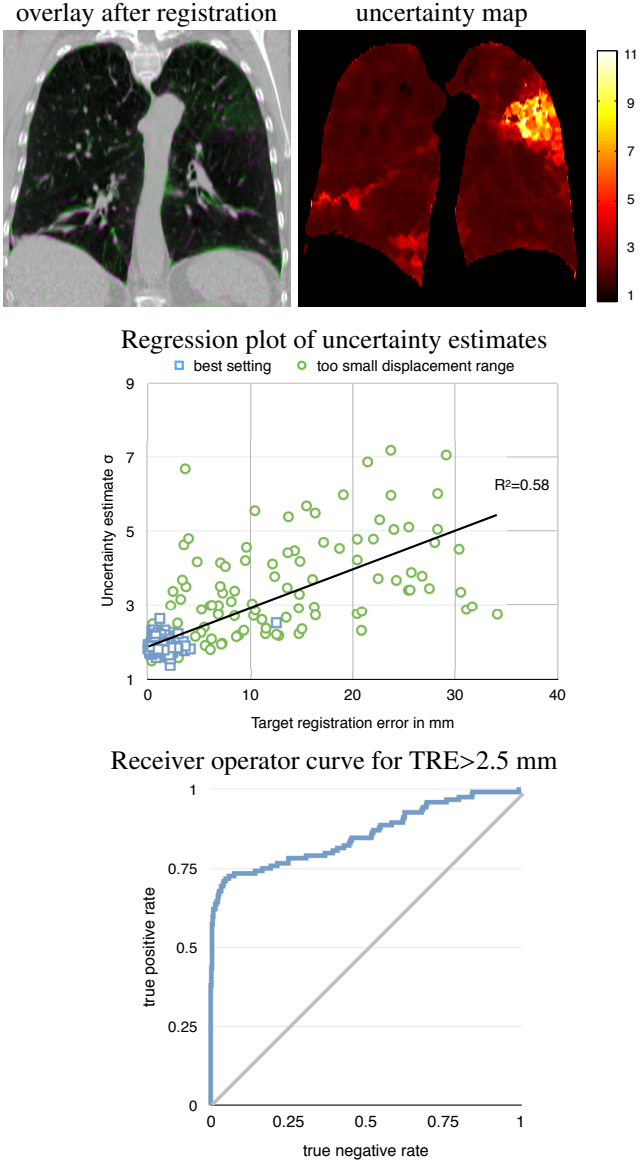 overlay after registration
uncertainty map
11
9
7
5
3
1
Regression plot of uncertainty estimates
best setting
too small displacement range
Uncertainty estimate σ
9
7
5
3
1
R²=0.58
0
10
20
30
40
Target registration error in mm
Receiver operator curve for TRE>2.5 mm
true positive rate
1
0.75
0.5
0.25
0
0
0.25
0.5
0.75
1
true negative rate